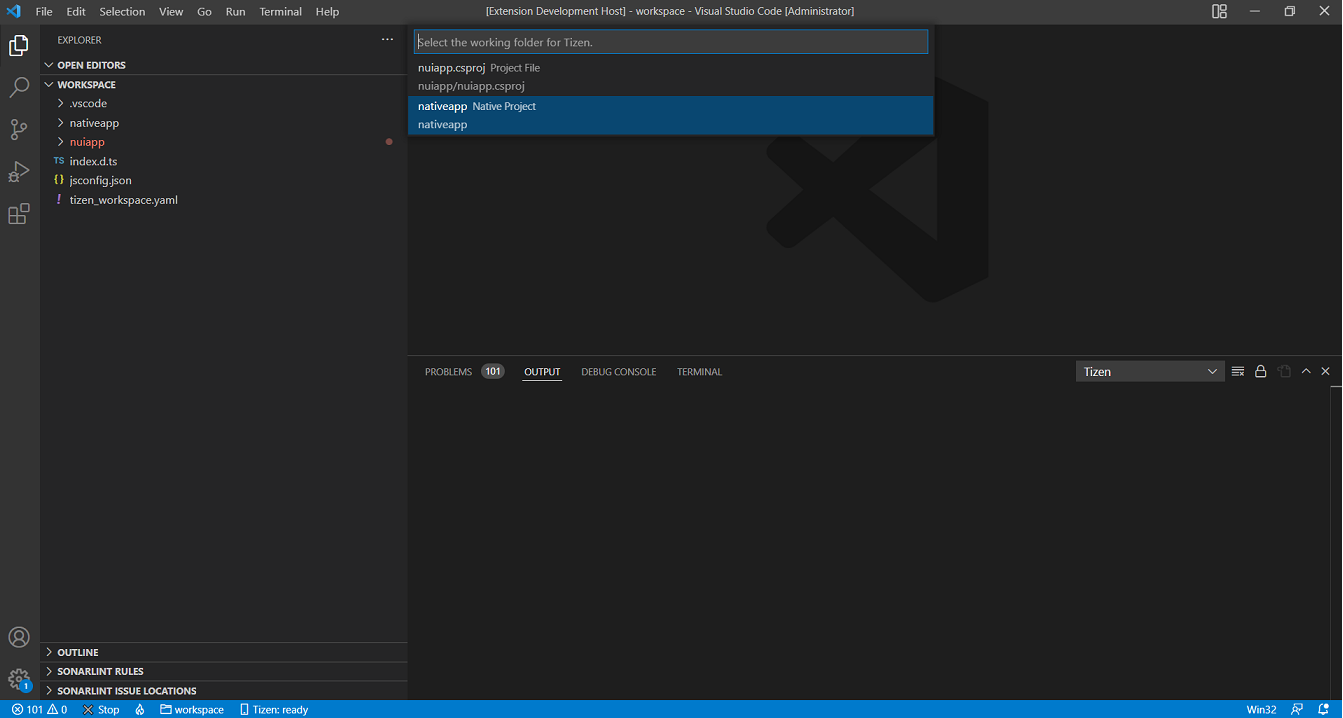 File Edit Selection View Go Run Terminal Help
[Extension Development Host] - workspace - Visual Studio Code [Administrator]
EXPLORER
OPEN EDITORS
WORKSPACE
.vscode
nativeapp
nuiapp
TS index.d.ts
{} jsconfig.json
! tizen_workspace.yaml
OUTLINE
SONARLINT RULES
SONARLINT ISSUE LOCATIONS
Select the working folder for Tizen.
nuiapp.csproj Project File
nuiapp/nuiapp.csproj
nativeapp Native Project
nativeapp
PROBLEMS 101 OUTPUT DEBUG CONSOLE TERMINAL
Tizen
1
101 0 Stop workspace Tizen: ready
Win32